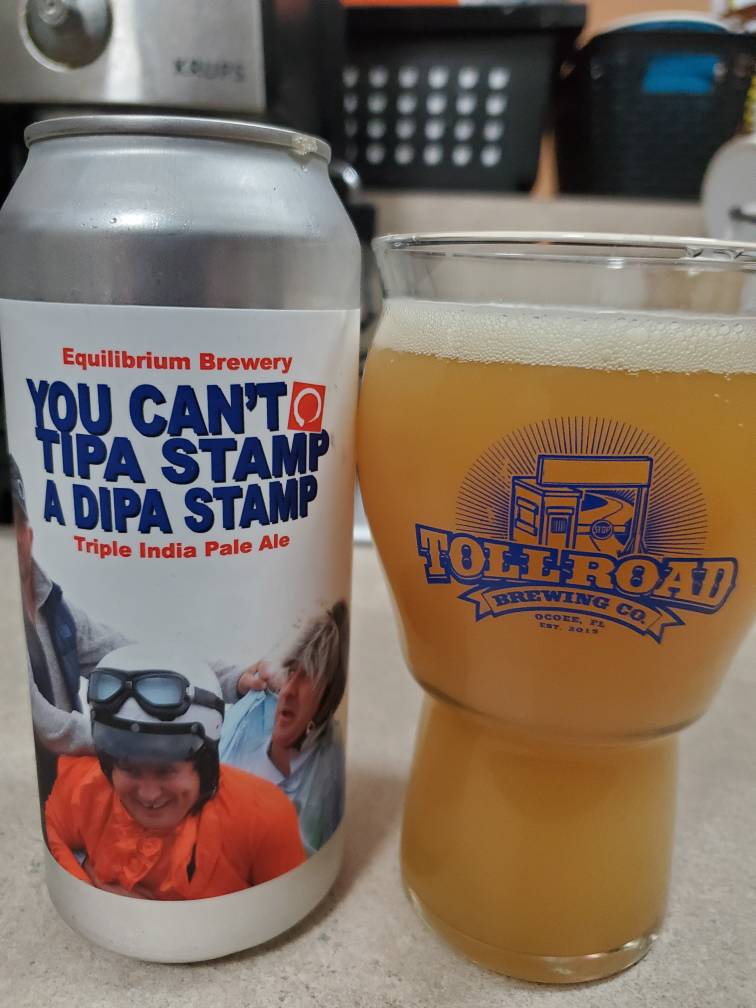 KRUPS
Equilibrium Brewery
YOU CAN'T
TIPA STAMP
A DIPA STAMP
Triple India Pale Ale
STOP
TOLL ROAD
BREWING CO.
OCOEE, FL
EST. 2019